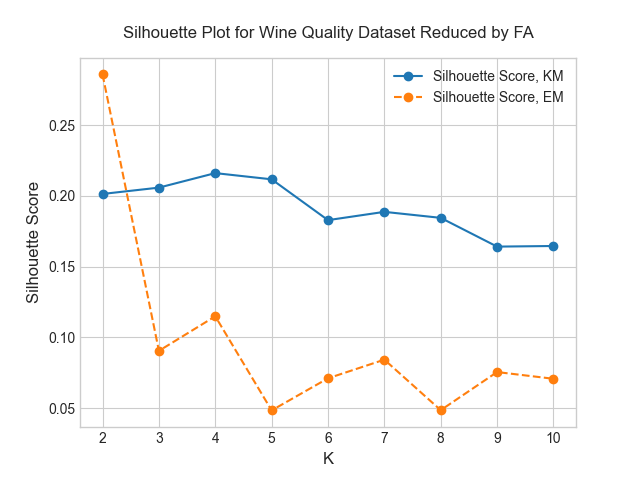 Silhouette Plot for Wine Quality Dataset Reduced by FA
Silhouette Score, KM
Silhouette Score, EM
Silhouette Score
0.25
0.20
0.15
0.10
0.05
2 3 4 5 6 7 8 9 10
K